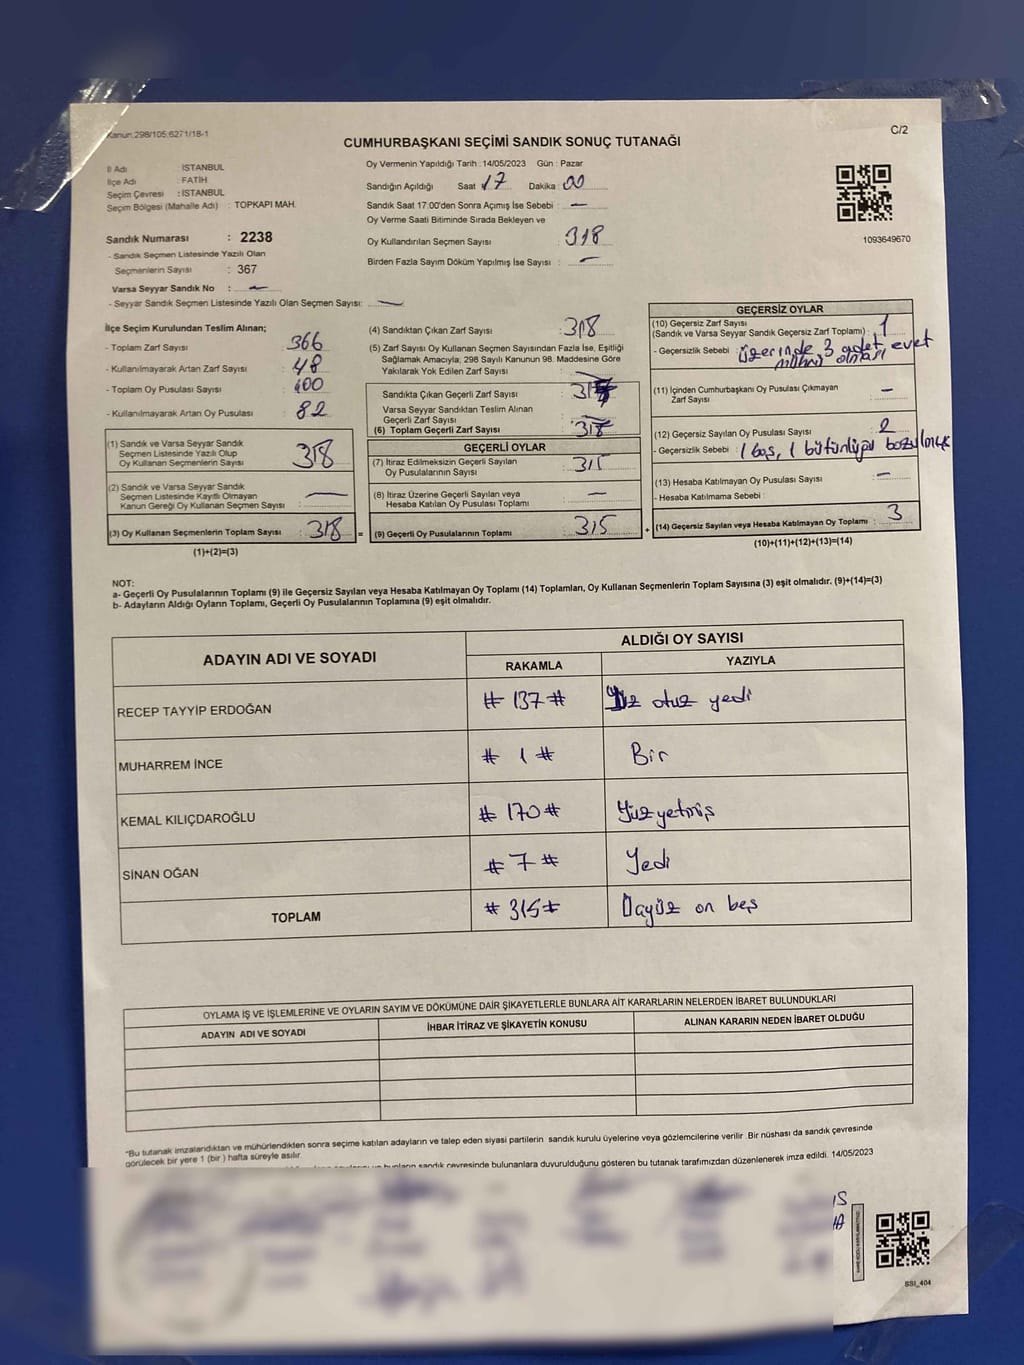 Kanun:298/105;6271/18-1
C/2
CUMHURBAŞKANI SEÇİMİ SANDIK SONUÇ TUTANAĞI
İl Adı : İSTANBUL
İlçe Adı : FATİH
Seçim Çevresi : İSTANBUL
Seçim Bölgesi (Mahalle Adı) : TOPKAPI MAH.
Sandık Numarası : 2238
- Sandık Seçmen Listesinde Yazılı Olan
Seçmenlerin Sayısı : 367
Varsa Seyyar Sandık No : —
- Seyyar Sandık Seçmen Listesinde Yazılı Olan Seçmen Sayısı: —
Oy Vermenin Yapıldığı Tarih : 14/05/2023 Gün : Pazar
Sandığın Açıldığı Saat 17 Dakika : 00
Sandık Saat 17:00'den Sonra Açımış İse Sebebi : —
Oy Verme Saati Bitiminde Sırada Bekleyen ve
Oy Kullandırılan Seçmen Sayısı : 318
Birden Fazla Sayım Döküm Yapılmış İse Sayısı : —
1093649670
İlçe Seçim Kurulundan Teslim Alınan;
- Toplam Zarf Sayısı : 366
- Kullanılmayarak Artan Zarf Sayısı : 48
- Toplam Oy Pusulası Sayısı : 400
- Kullanılmayarak Artan Oy Pusulası : 82
(1) Sandık ve Varsa Seyyar Sandık
Seçmen Listesinde Yazılı Olup
Oy Kullanan Seçmenlerin Sayısı : 318
(2) Sandık ve Varsa Seyyar Sandık
Seçmen Listesinde Kayıtlı Olmayan
Kanun Gereği Oy Kullanan Seçmen Sayısı : —
(3) Oy Kullanan Seçmenlerin Toplam Sayısı : 318
(1)+(2)=(3)
=
(4) Sandıktan Çıkan Zarf Sayısı : 318
(5) Zarf Sayısı Oy Kullanan Seçmen Sayısından Fazla İse, Eşitliği
Sağlamak Amacıyla; 298 Sayılı Kanunun 98. Maddesine Göre
Yakılarak Yok Edilen Zarf Sayısı : —
Sandıkta Çıkan Geçerli Zarf Sayısı :
Varsa Seyyar Sandıktan Teslim Alınan
Geçerli Zarf Sayısı : —
(6) Toplam Geçerli Zarf Sayısı :
GEÇERLİ OYLAR
(7) İtiraz Edilmeksizin Geçerli Sayılan
Oy Pusulalarının Sayısı : 315
(8) İtiraz Üzerine Geçerli Sayılan veya
Hesaba Katılan Oy Pusulası Toplamı : —
(9) Geçerli Oy Pusulalarının Toplamı : 315
+
GEÇERSİZ OYLAR
(10) Geçersiz Zarf Sayısı
(Sandık ve Varsa Seyyar Sandık Geçersiz Zarf Toplamı) : 1
- Geçersizlik Sebebi : üzerinde 3 adet evet
mührü olması
(11) İçinden Cumhurbaşkanı Oy Pusulası Çıkmayan
Zarf Sayısı : —
(12) Geçersiz Sayılan Oy Pusulası Sayısı : 2
- Geçersizlik Sebebi : 1 boş, 1 bütünlüğü bozulmuş
(13) Hesaba Katılmayan Oy Pusulası Sayısı : —
- Hesaba Katılmama Sebebi :
(14) Geçersiz Sayılan veya Hesaba Katılmayan Oy Toplamı : 3
(10)+(11)+(12)+(13)=(14)
NOT:
a- Geçerli Oy Pusulalarının Toplamı (9) ile Geçersiz Sayılan veya Hesaba Katılmayan Oy Toplamı (14) Toplamları, Oy Kullanan Seçmenlerin Toplam Sayısına (3) eşit olmalıdır. (9)+(14)=(3)
b- Adayların Aldığı Oyların Toplamı, Geçerli Oy Pusulalarının Toplamına (9) eşit olmalıdır.
ADAYIN ADI VE SOYADI
ALDIĞI OY SAYISI
RAKAMLA YAZIYLA
RECEP TAYYİP ERDOĞAN # 137 # Yüz otuz yedi
MUHARREM İNCE # 1 # Bir
KEMAL KILIÇDAROĞLU # 170 # Yüz yetmiş
SİNAN OĞAN # 7 # Yedi
TOPLAM # 315 # Üçyüz on beş
OYLAMA İŞ VE İŞLEMLERİNE VE OYLARIN SAYIM VE DÖKÜMÜNE DAİR ŞİKAYETLERLE BUNLARA AİT KARARLARIN NELERDEN İBARET BULUNDUKLARI
ADAYIN ADI VE SOYADI İHBAR İTİRAZ VE ŞİKAYETİN KONUSU ALINAN KARARIN NEDEN İBARET OLDUĞU
"Bu tutanak imzalandıktan ve mühürlendikten sonra seçime katılan adayların ve talep eden siyasi partilerin sandık kurulu üyelerine veya gözlemcilerine verilir. Bir nüshası da sandık çevresinde
görülecek bir yere 1 (bir ) hafta süreyle asılır.
sandık çevresinde bulunanlara duyurulduğunu gösteren bu tutanak tarafımızdan düzenlenerek imza edildi. 14/05/2023
SSI_404